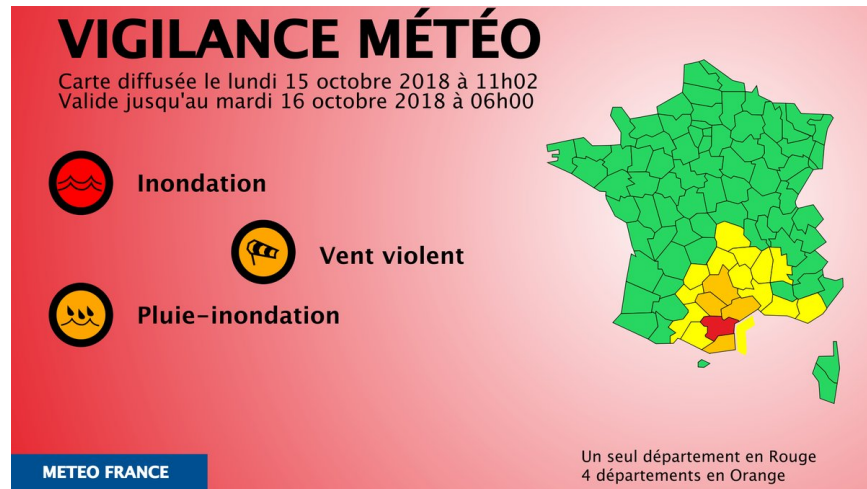 VIGILANCE MÉTÉO
Carte diffusée le lundi 15 octobre 2018 à 11h02
Valide jusqu'au mardi 16 octobre 2018 à 06h00
Inondation
Vent violent
Pluie-inondation
Un seul département en Rouge
4 départements en Orange
METEO FRANCE